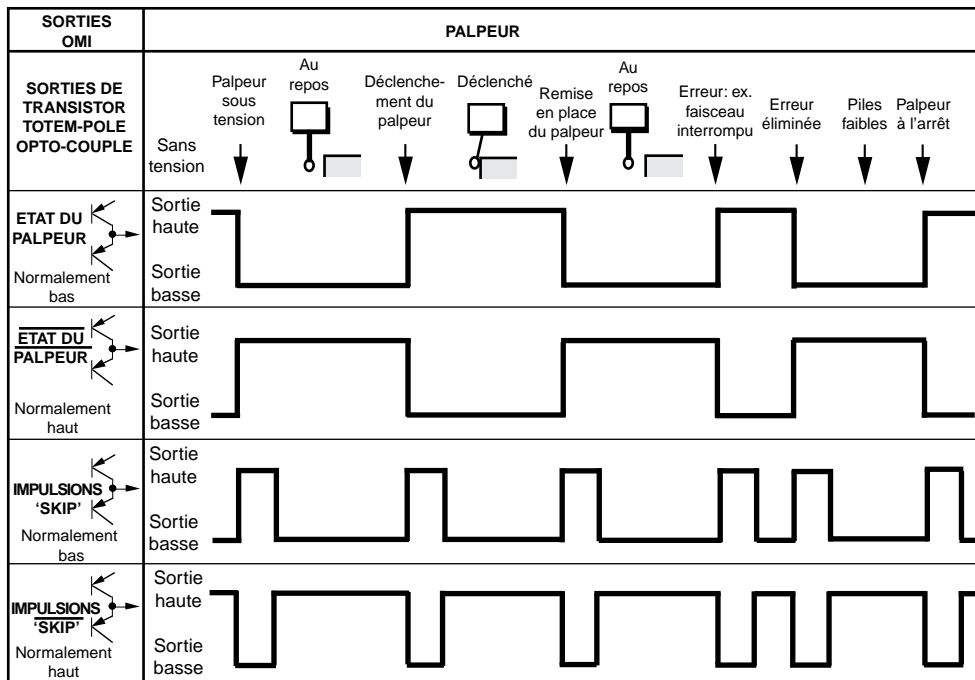 SORTIES
OMI
PALPEUR
SORTIES DE
TRANSISTOR
TOTEM-POLE
OPTO-COUPLE
Sans
tension
Palpeur
sous
tension
Au
repos
Déclenche-
ment du
palpeur
Déclenché
Remise
en place
du palpeur
Au
repos
Erreur: ex.
faisceau
interrompu
Erreur
éliminée
Piles
faibles
Palpeur
à l'arrêt
ETAT DU
PALPEUR
Normalement
bas
Sortie
haute
Sortie
basse
ETAT DU
PALPEUR
Normalement
haut
Sortie
haute
Sortie
basse
IMPULSIONS
‘SKIP’
Normalement
bas
Sortie
haute
Sortie
basse
IMPULSIONS
‘SKIP’
Normalement
haut
Sortie
haute
Sortie
basse